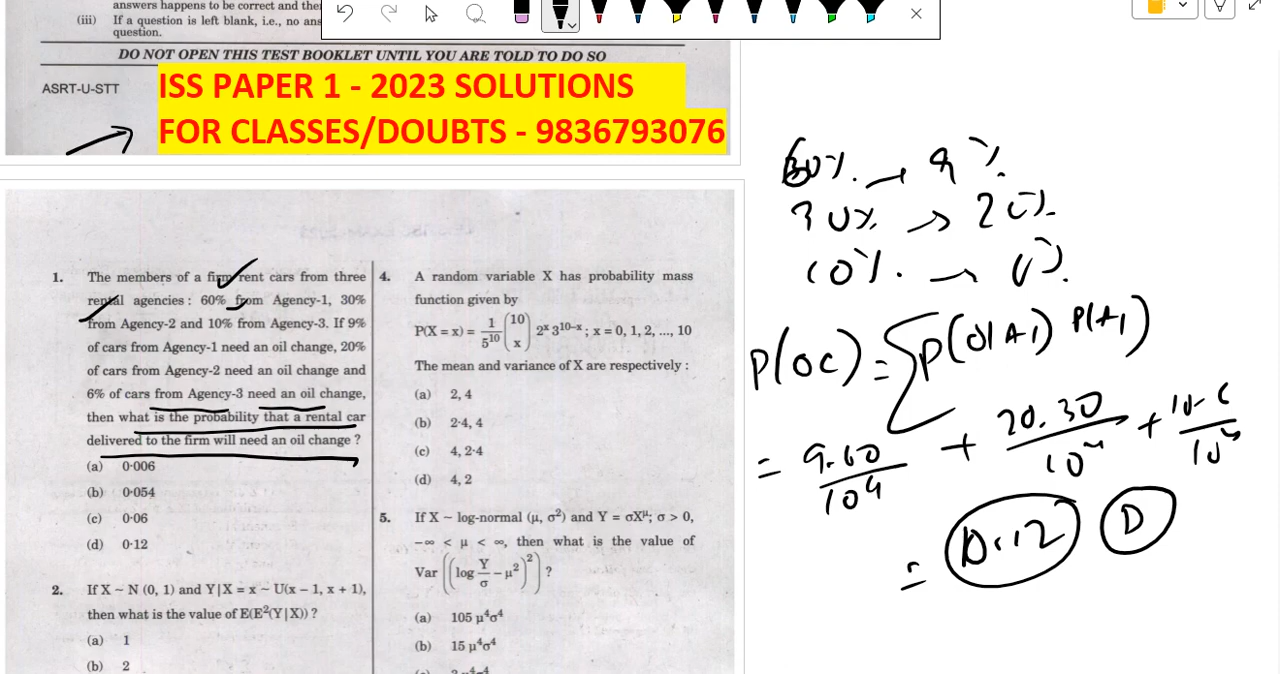 answers happens to be correct and the
(iii) If a question is left blank, i.e., no ans
question.
DO NOT OPEN THIS TEST BOOKLET UNTIL YOU ARE TOLD TO DO SO
ASRT-U-STT
ISS PAPER 1 - 2023 SOLUTIONS
FOR CLASSES/DOUBTS - 9836793076
1. The members of a firm rent cars from three
rental agencies : 60% from Agency-1, 30%
from Agency-2 and 10% from Agency-3. If 9%
of cars from Agency-1 need an oil change, 20%
of cars from Agency-2 need an oil change and
6% of cars from Agency-3 need an oil change,
then what is the probability that a rental car
delivered to the firm will need an oil change ?
(a) 0·006
(b) 0·054
(c) 0·06
(d) 0·12
2. If X ~ N (0, 1) and Y|X = x ~ U(x – 1, x + 1),
then what is the value of E(E²(Y|X)) ?
(a) 1
(b) 2
4. A random variable X has probability mass
function given by
P(X = x) = 1/5¹⁰ (10 x) 2ˣ 3¹⁰⁻ˣ ; x = 0, 1, 2, ..., 10
The mean and variance of X are respectively :
(a) 2, 4
(b) 2·4, 4
(c) 4, 2·4
(d) 4, 2
5. If X ~ log-normal (μ, σ²) and Y = σX^μ; σ > 0,
–∞ < μ < ∞, then what is the value of
Var ((log Y/σ – μ²)²) ?
(a) 105 μ⁴σ⁴
(b) 15 μ⁴σ⁴
60%. → 9%.
30%. → 20%.
10%. →
P(OC) = Σ P(O|A1) P(A1)
= 9.60/10⁴ + 20.30/10⁴ + 10.6/10⁴
= 0.12 D